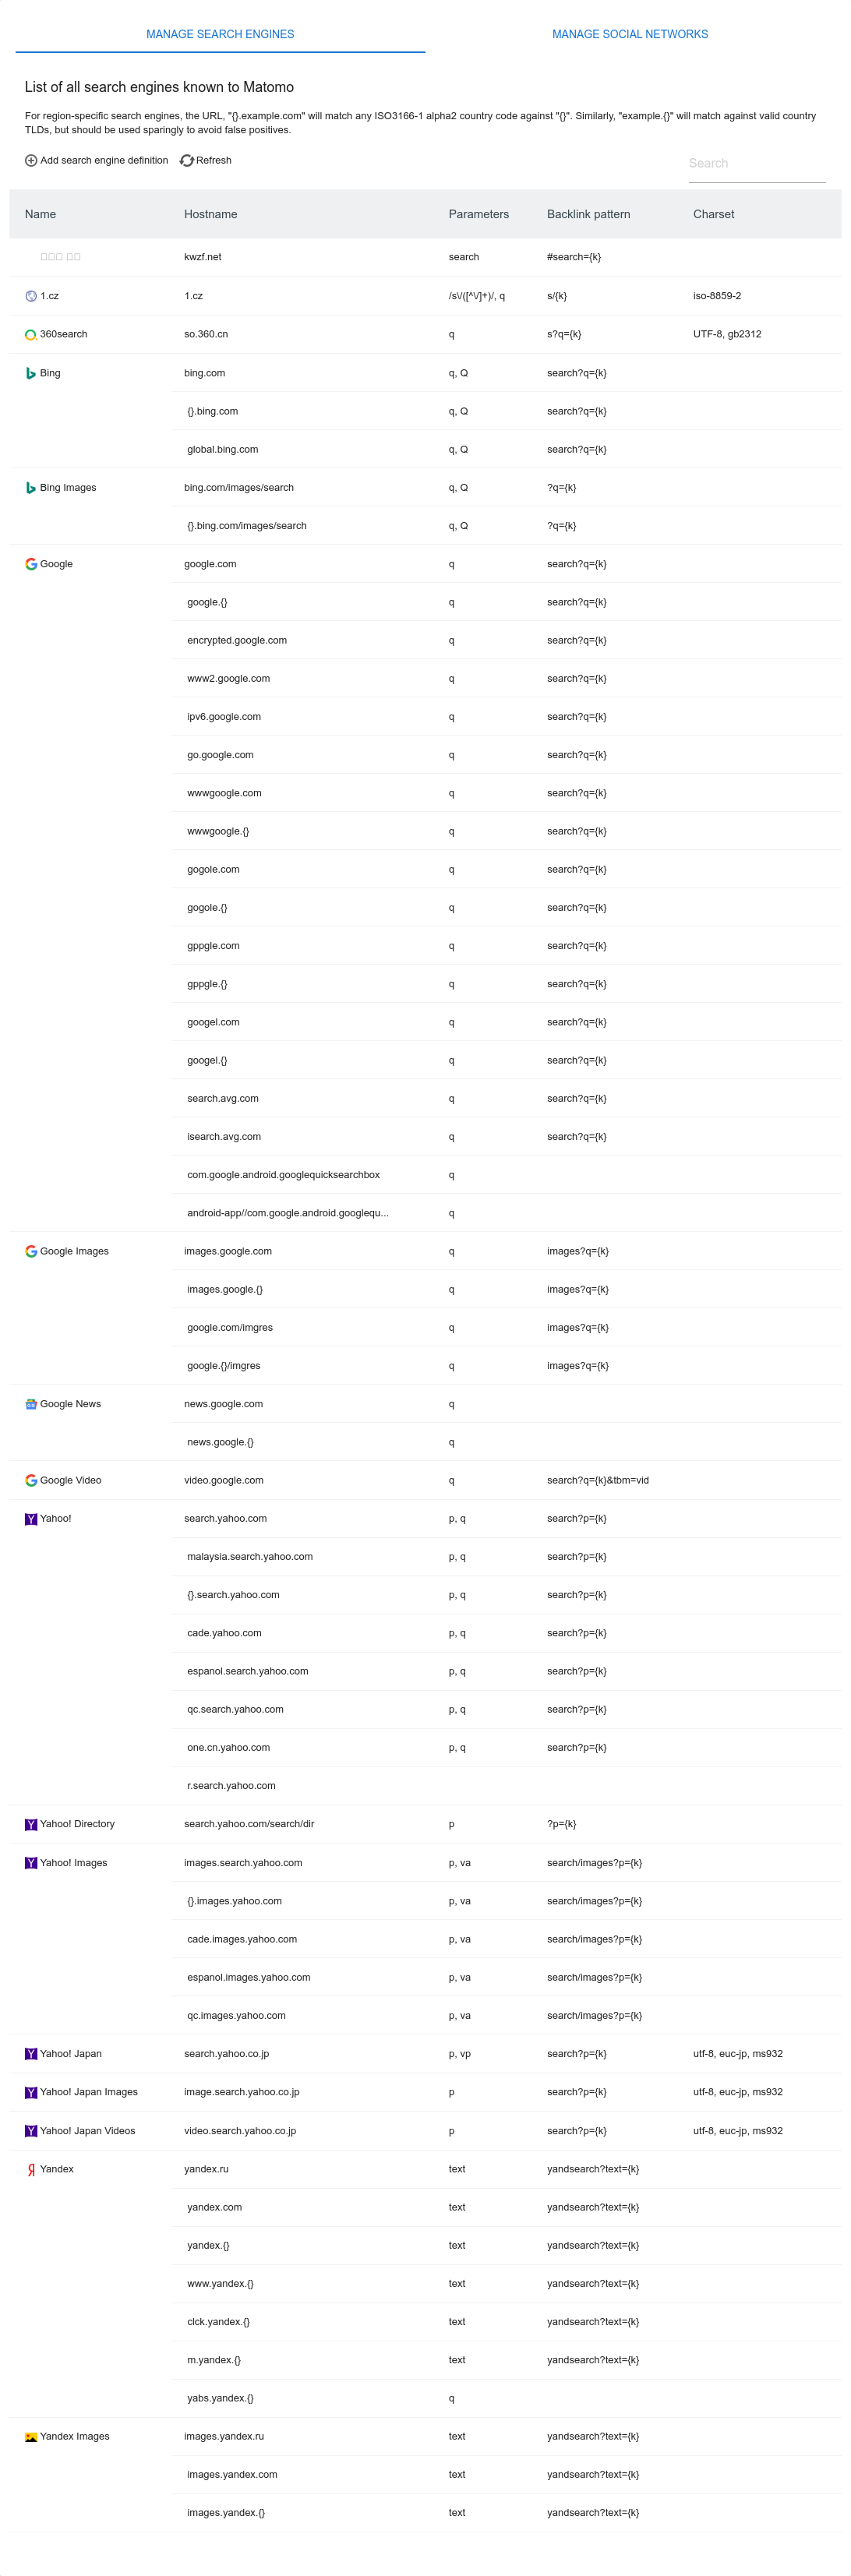 MANAGE SEARCH ENGINES MANAGE SOCIAL NETWORKS
List of all search engines known to Matomo
For region-specific search engines, the URL, "{}.example.com" will match any ISO3166-1 alpha2 country code against "{}". Similarly, "example.{}" will match against valid country
TLDs, but should be used sparingly to avoid false positives.
Add search engine definition Refresh Search
Name Hostname Parameters Backlink pattern Charset
kwzf.net search #search={k}
1.cz 1.cz /s\/([^\/]+)/, q s/{k} iso-8859-2
360search so.360.cn q s?q={k} UTF-8, gb2312
Bing bing.com q, Q search?q={k}
{}.bing.com q, Q search?q={k}
global.bing.com q, Q search?q={k}
Bing Images bing.com/images/search q, Q ?q={k}
{}.bing.com/images/search q, Q ?q={k}
Google google.com q search?q={k}
google.{} q search?q={k}
encrypted.google.com q search?q={k}
www2.google.com q search?q={k}
ipv6.google.com q search?q={k}
go.google.com q search?q={k}
wwwgoogle.com q search?q={k}
wwwgoogle.{} q search?q={k}
gogole.com q search?q={k}
gogole.{} q search?q={k}
gppgle.com q search?q={k}
gppgle.{} q search?q={k}
googel.com q search?q={k}
googel.{} q search?q={k}
search.avg.com q search?q={k}
isearch.avg.com q search?q={k}
com.google.android.googlequicksearchbox q
android-app//com.google.android.googlequ... q
Google Images images.google.com q images?q={k}
images.google.{} q images?q={k}
google.com/imgres q images?q={k}
google.{}/imgres q images?q={k}
Google News news.google.com q
news.google.{} q
Google Video video.google.com q search?q={k}&tbm=vid
Yahoo! search.yahoo.com p, q search?p={k}
malaysia.search.yahoo.com p, q search?p={k}
{}.search.yahoo.com p, q search?p={k}
cade.yahoo.com p, q search?p={k}
espanol.search.yahoo.com p, q search?p={k}
qc.search.yahoo.com p, q search?p={k}
one.cn.yahoo.com p, q search?p={k}
r.search.yahoo.com
Yahoo! Directory search.yahoo.com/search/dir p ?p={k}
Yahoo! Images images.search.yahoo.com p, va search/images?p={k}
{}.images.yahoo.com p, va search/images?p={k}
cade.images.yahoo.com p, va search/images?p={k}
espanol.images.yahoo.com p, va search/images?p={k}
qc.images.yahoo.com p, va search/images?p={k}
Yahoo! Japan search.yahoo.co.jp p, vp search?p={k} utf-8, euc-jp, ms932
Yahoo! Japan Images image.search.yahoo.co.jp p search?p={k} utf-8, euc-jp, ms932
Yahoo! Japan Videos video.search.yahoo.co.jp p search?p={k} utf-8, euc-jp, ms932
Yandex yandex.ru text yandsearch?text={k}
yandex.com text yandsearch?text={k}
yandex.{} text yandsearch?text={k}
www.yandex.{} text yandsearch?text={k}
clck.yandex.{} text yandsearch?text={k}
m.yandex.{} text yandsearch?text={k}
yabs.yandex.{} q
Yandex Images images.yandex.ru text yandsearch?text={k}
images.yandex.com text yandsearch?text={k}
images.yandex.{} text yandsearch?text={k}